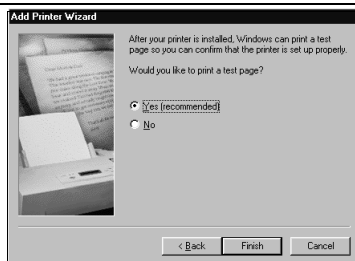 Add Printer Wizard
After your printer is installed, Windows can print a test
page so you can confirm that the printer is set up properly.
Would you like to print a test page?
Yes (recommended)
No
< Back
Finish
Cancel